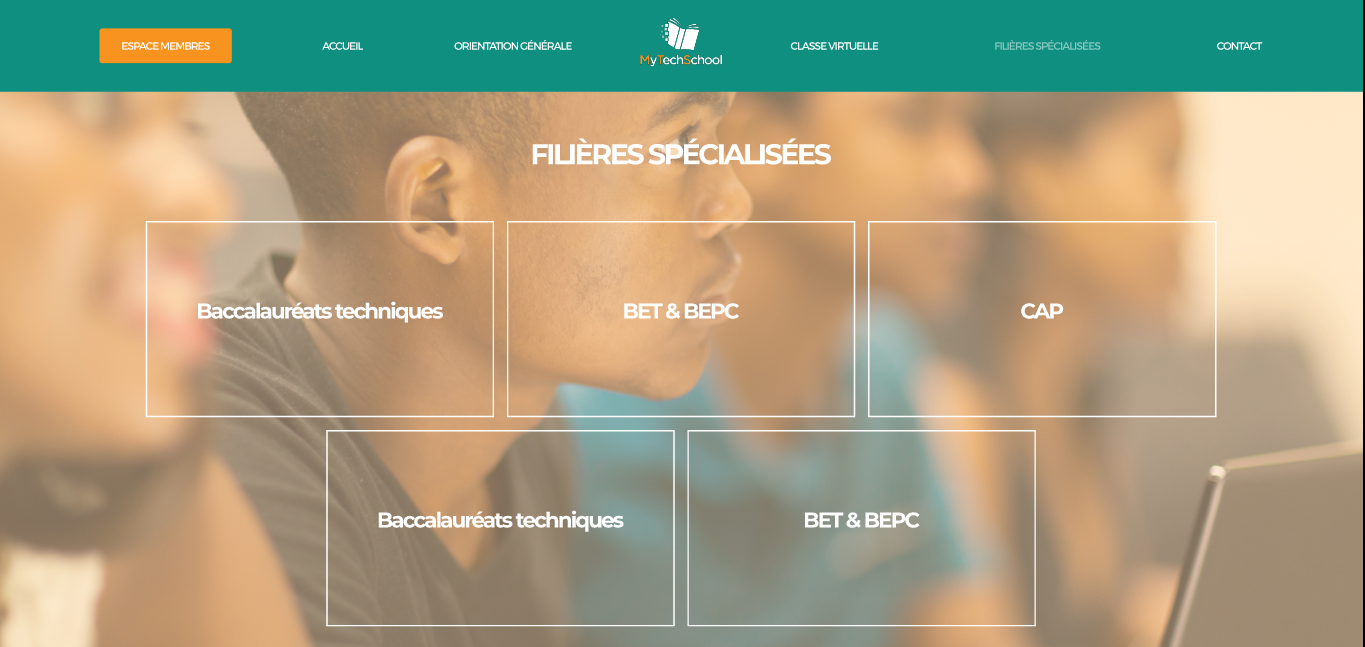 ESPACE MEMBRES
ACCUEIL
ORIENTATION GÉNÉRALE
MyTechSchool
CLASSE VIRTUELLE
FILIÈRES SPÉCIALISÉES
CONTACT
FILIÈRES SPÉCIALISÉES
Baccalauréats techniques
BET & BEPC
CAP
Baccalauréats techniques
BET & BEPC